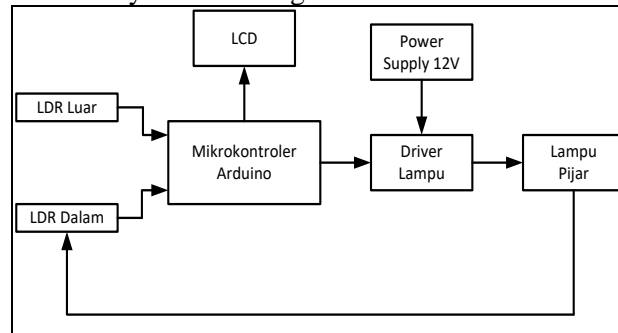 LCD
Power
Supply 12V
LDR Luar
Mikrokontroler
Arduino
Driver
Lampu
Lampu
Pijar
LDR Dalam